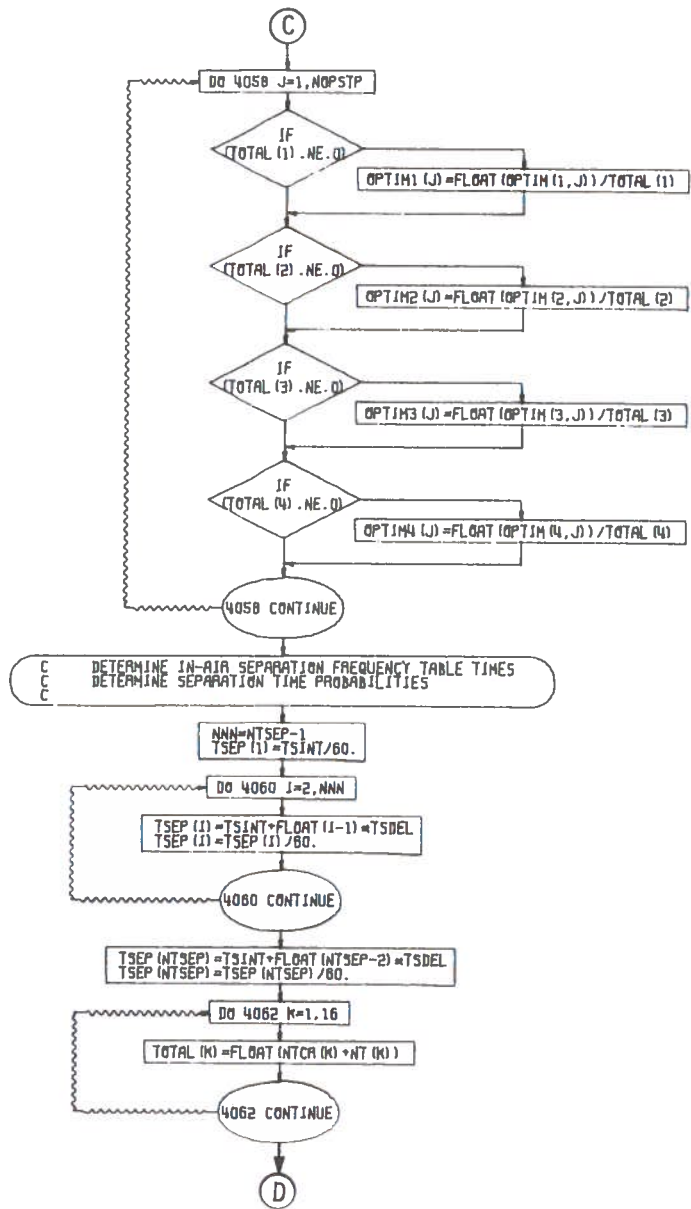 C
DO 4058 J=1,NOPSTP
IF
(TOTAL(1).NE.0)
OPTIM1(J)=FLOAT(OPTIM(1,J))/TOTAL(1)
IF
(TOTAL(2).NE.0)
OPTIM2(J)=FLOAT(OPTIM(2,J))/TOTAL(2)
IF
(TOTAL(3).NE.0)
OPTIM3(J)=FLOAT(OPTIM(3,J))/TOTAL(3)
IF
(TOTAL(4).NE.0)
OPTIM4(J)=FLOAT(OPTIM(4,J))/TOTAL(4)
4058 CONTINUE
C DETERMINE IN-AIR SEPARATION FREQUENCY TABLE TIMES
C DETERMINE SEPARATION TIME PROBABILITIES
C
NNN=NTSEP-1
TSEP(1)=TSINT/60.
DO 4060 I=2,NNN
TSEP(I)=TSINT+FLOAT(I-1)*TSDEL
TSEP(I)=TSEP(I)/60.
4060 CONTINUE
TSEP(NTSEP)=TSINT+FLOAT(NTSEP-2)*TSDEL
TSEP(NTSEP)=TSEP(NTSEP)/60.
DO 4062 K=1,16
TOTAL(K)=FLOAT(NTCR(K)+NT(K))
4062 CONTINUE
D